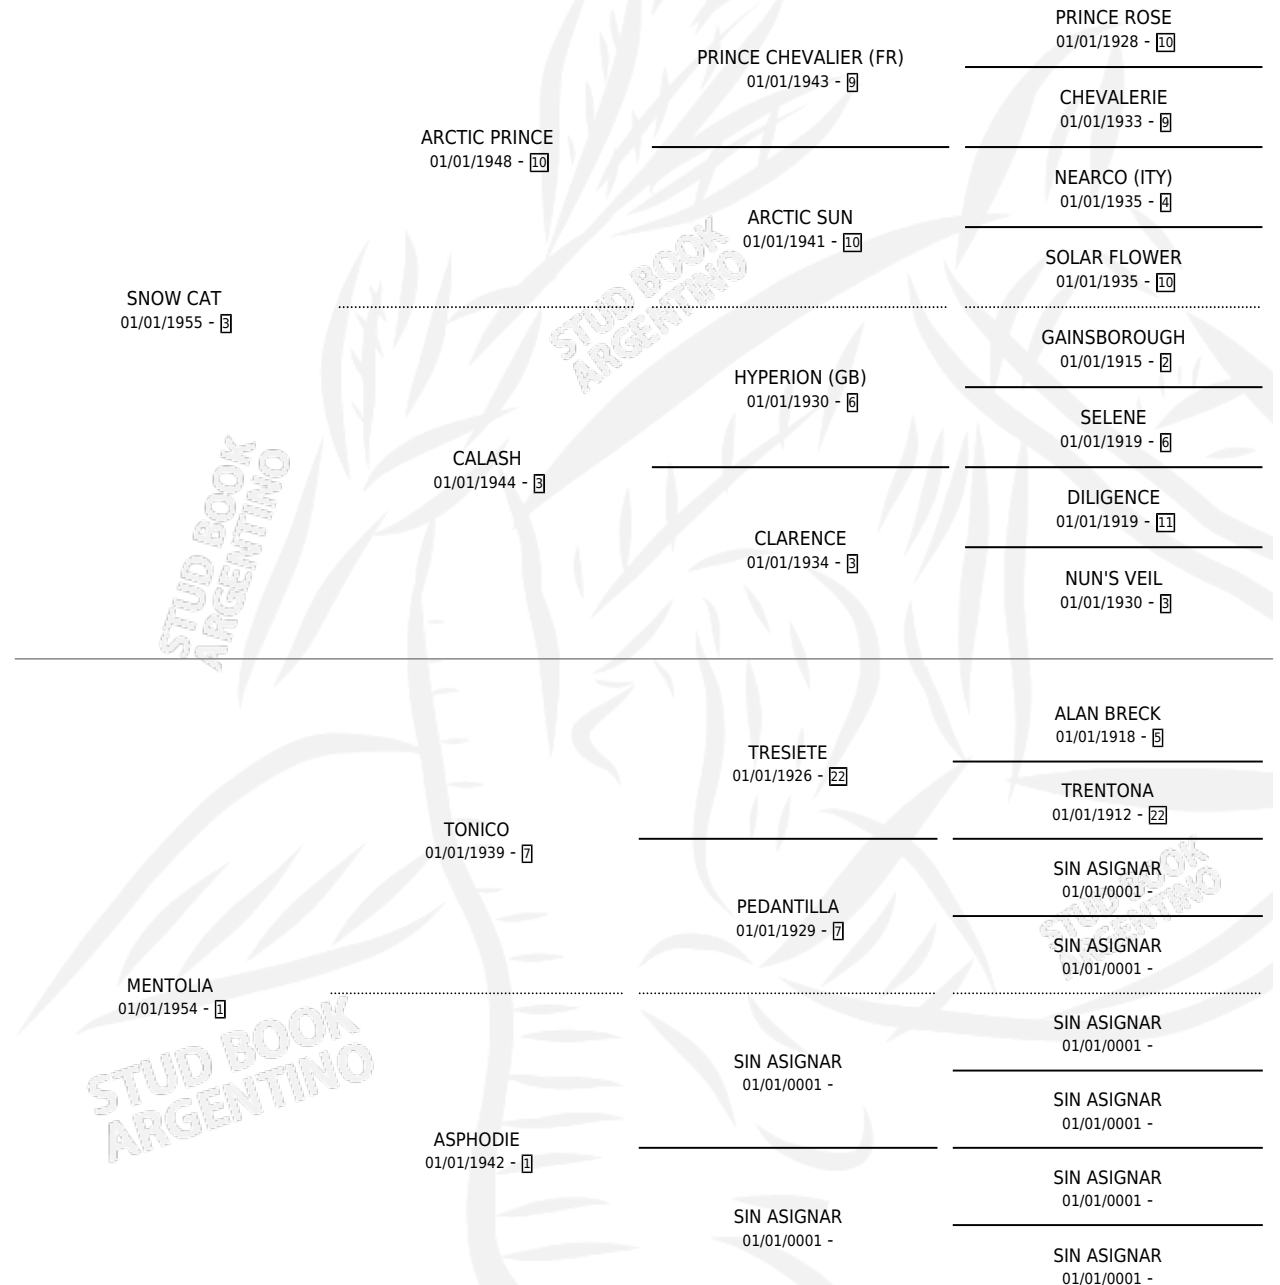 PRINCE ROSE
01/01/1928 - 10
PRINCE CHEVALIER (FR)
01/01/1943 - 9
CHEVALERIE
01/01/1933 - 9
ARCTIC PRINCE
01/01/1948 - 10
NEARCO (ITY)
01/01/1935 - 4
ARCTIC SUN
01/01/1941 - 10
SOLAR FLOWER
01/01/1935 - 10
SNOW CAT
01/01/1955 - 3
GAINSBOROUGH
01/01/1915 - 2
HYPERION (GB)
01/01/1930 - 6
SELENE
01/01/1919 - 6
CALASH
01/01/1944 - 3
DILIGENCE
01/01/1919 - 11
CLARENCE
01/01/1934 - 3
NUN'S VEIL
01/01/1930 - 3
ALAN BRECK
01/01/1918 - 5
TRESIETE
01/01/1926 - 22
TRENTONA
01/01/1912 - 22
TONICO
01/01/1939 - 7
SIN ASIGNAR
01/01/0001 -
PEDANTILLA
01/01/1929 - 7
SIN ASIGNAR
01/01/0001 -
MENTOLIA
01/01/1954 - 1
SIN ASIGNAR
01/01/0001 -
SIN ASIGNAR
01/01/0001 -
SIN ASIGNAR
01/01/0001 -
ASPHODIE
01/01/1942 - 1
SIN ASIGNAR
01/01/0001 -
SIN ASIGNAR
01/01/0001 -
SIN ASIGNAR
01/01/0001 -
STUD BOOK
ARGENTINO
STUD BOOK
ARGENTINO
STUD BOOK
ARGENTINO
STUD BOOK
ARGENTINO